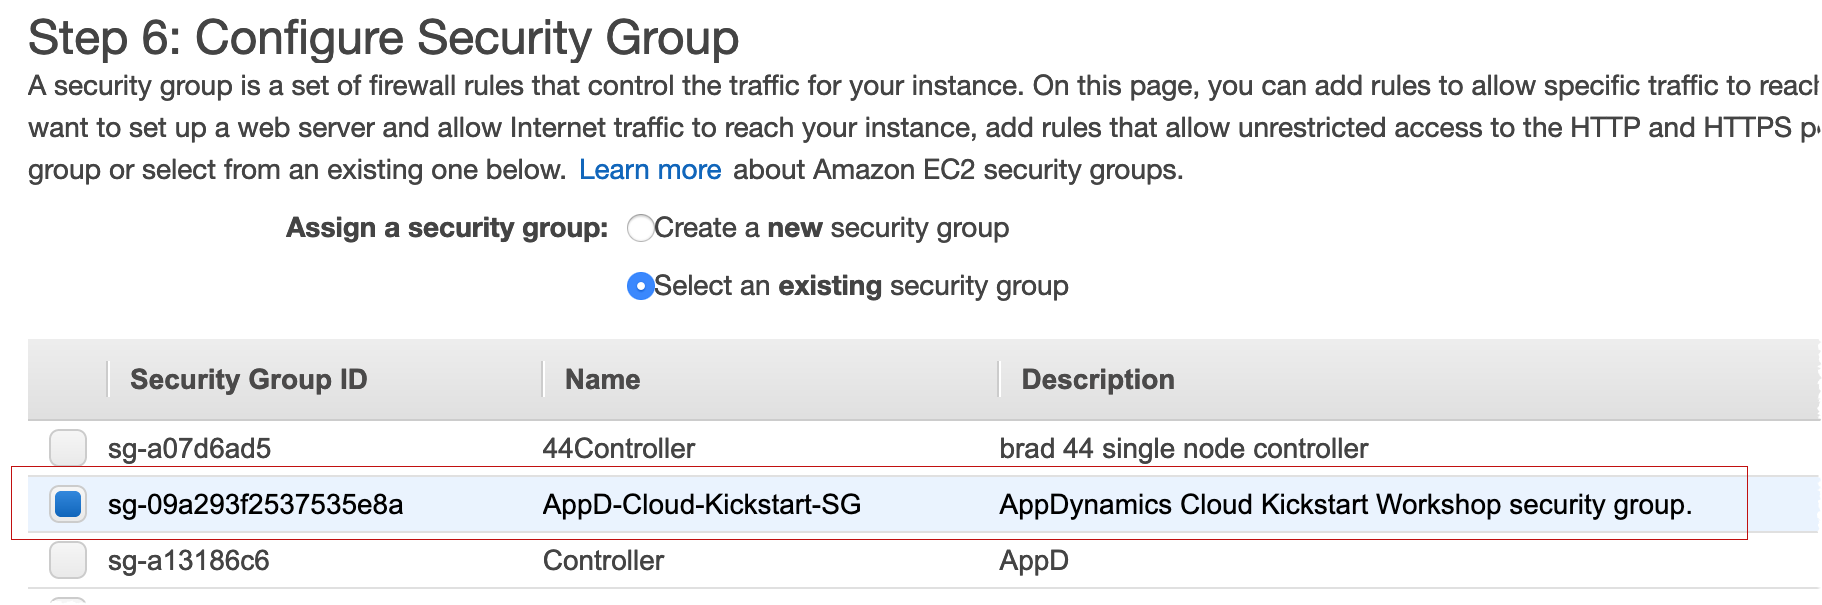 Step 6: Configure Security Group
A security group is a set of firewall rules that control the traffic for your instance. On this page, you can add rules to allow specific traffic to reach
want to set up a web server and allow Internet traffic to reach your instance, add rules that allow unrestricted access to the HTTP and HTTPS
group or select from an existing one below. Learn more about Amazon EC2 security groups.
Assign a security group: Create a new security group
Select an existing security group
Security Group ID Name Description
sg-a07d6ad5 44Controller brad 44 single node controller
sg-09a293f2537535e8a AppD-Cloud-Kickstart-SG AppDynamics Cloud Kickstart Workshop security group.
sg-a13186c6 Controller AppD